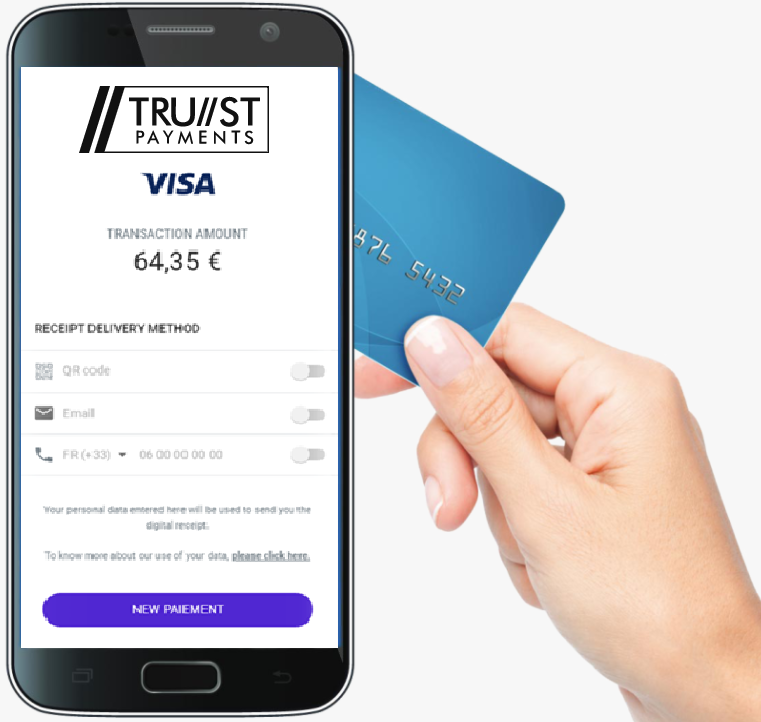 TRU//ST
PAYMENTS
VISA
TRANSACTION AMOUNT
64,35 €
RECEIPT DELIVERY METHOD
QR code
Email
FR (+33) 06 00 00 00 00
Your personal data entered here will be used to send you the
digital receipt.
To know more about our use of your data, please click here.
NEW PAIEMENT
876 5432